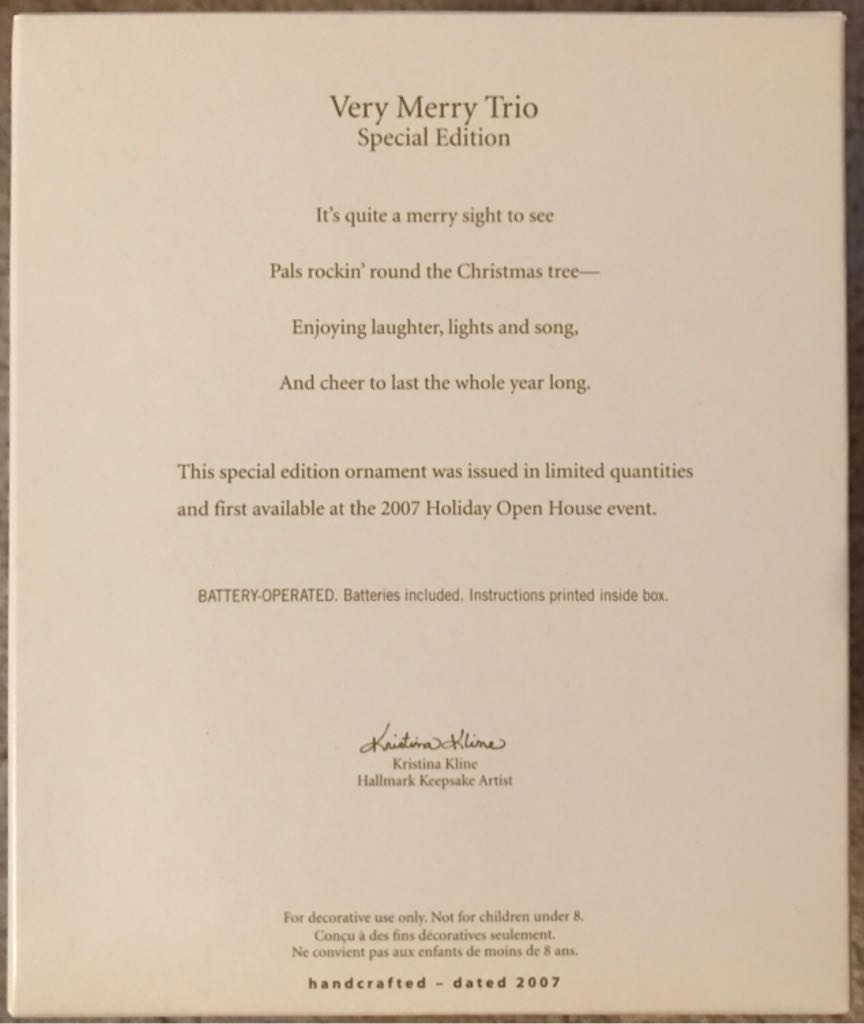 Very Merry Trio
Special Edition
It's quite a merry sight to see
Pals rockin' round the Christmas tree—
Enjoying laughter, lights and song,
And cheer to last the whole year long.
This special edition ornament was issued in limited quantities
and first available at the 2007 Holiday Open House event.
BATTERY-OPERATED. Batteries included. Instructions printed inside box.
Kristina Kline
Kristina Kline
Hallmark Keepsake Artist
For decorative use only. Not for children under 8.
Conçu à des fins décoratives seulement.
Ne convient pas aux enfants de moins de 8 ans.
handcrafted – dated 2007